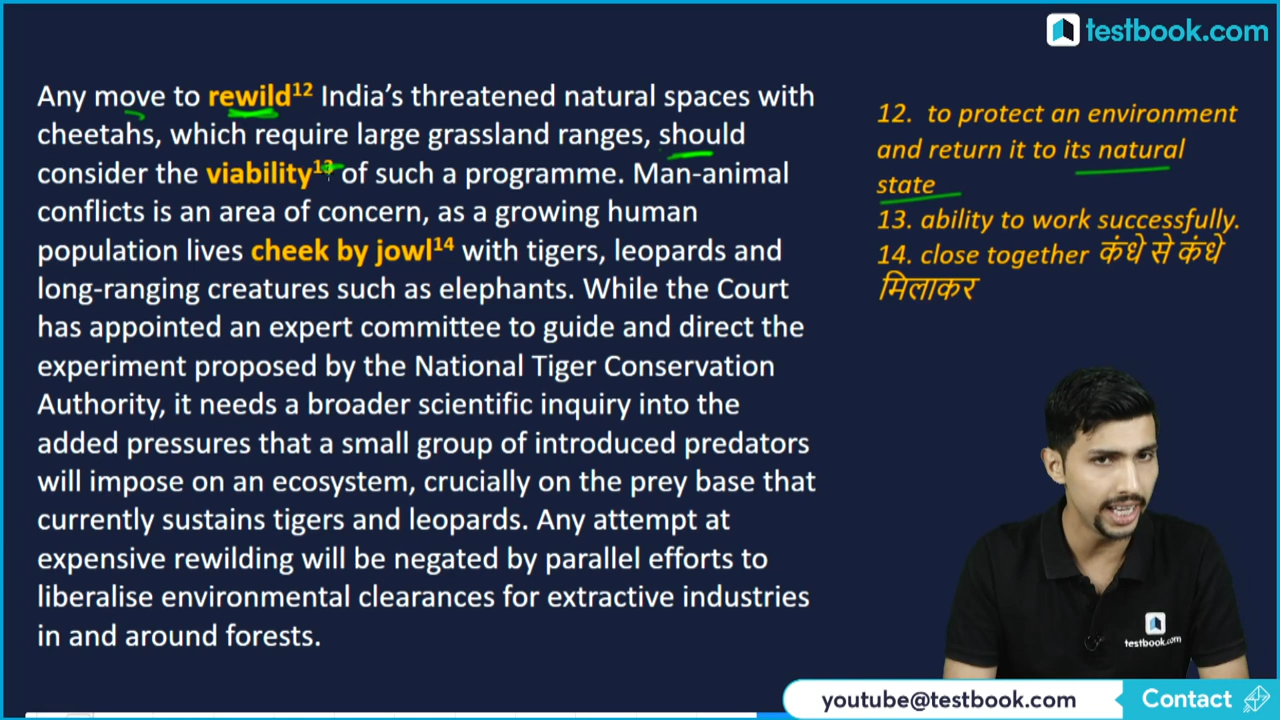 testbook.com
Any move to rewild¹² India’s threatened natural spaces with
cheetahs, which require large grassland ranges, should
consider the viability¹³ of such a programme. Man-animal
conflicts is an area of concern, as a growing human
population lives cheek by jowl¹⁴ with tigers, leopards and
long-ranging creatures such as elephants. While the Court
has appointed an expert committee to guide and direct the
experiment proposed by the National Tiger Conservation
Authority, it needs a broader scientific inquiry into the
added pressures that a small group of introduced predators
will impose on an ecosystem, crucially on the prey base that
currently sustains tigers and leopards. Any attempt at
expensive rewilding will be negated by parallel efforts to
liberalise environmental clearances for extractive industries
in and around forests.
12. to protect an environment
and return it to its natural
state
13. ability to work successfully.
14. close together कंधे से कंधे
मिलाकर
testbook.com
youtube@testbook.com
Contact